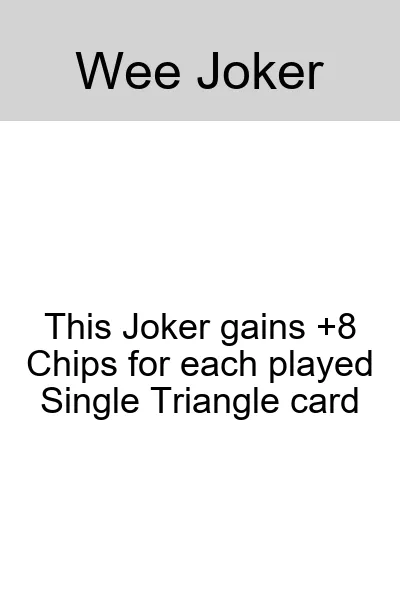 Wee Joker
This Joker gains +8
Chips for each played
Single Triangle card